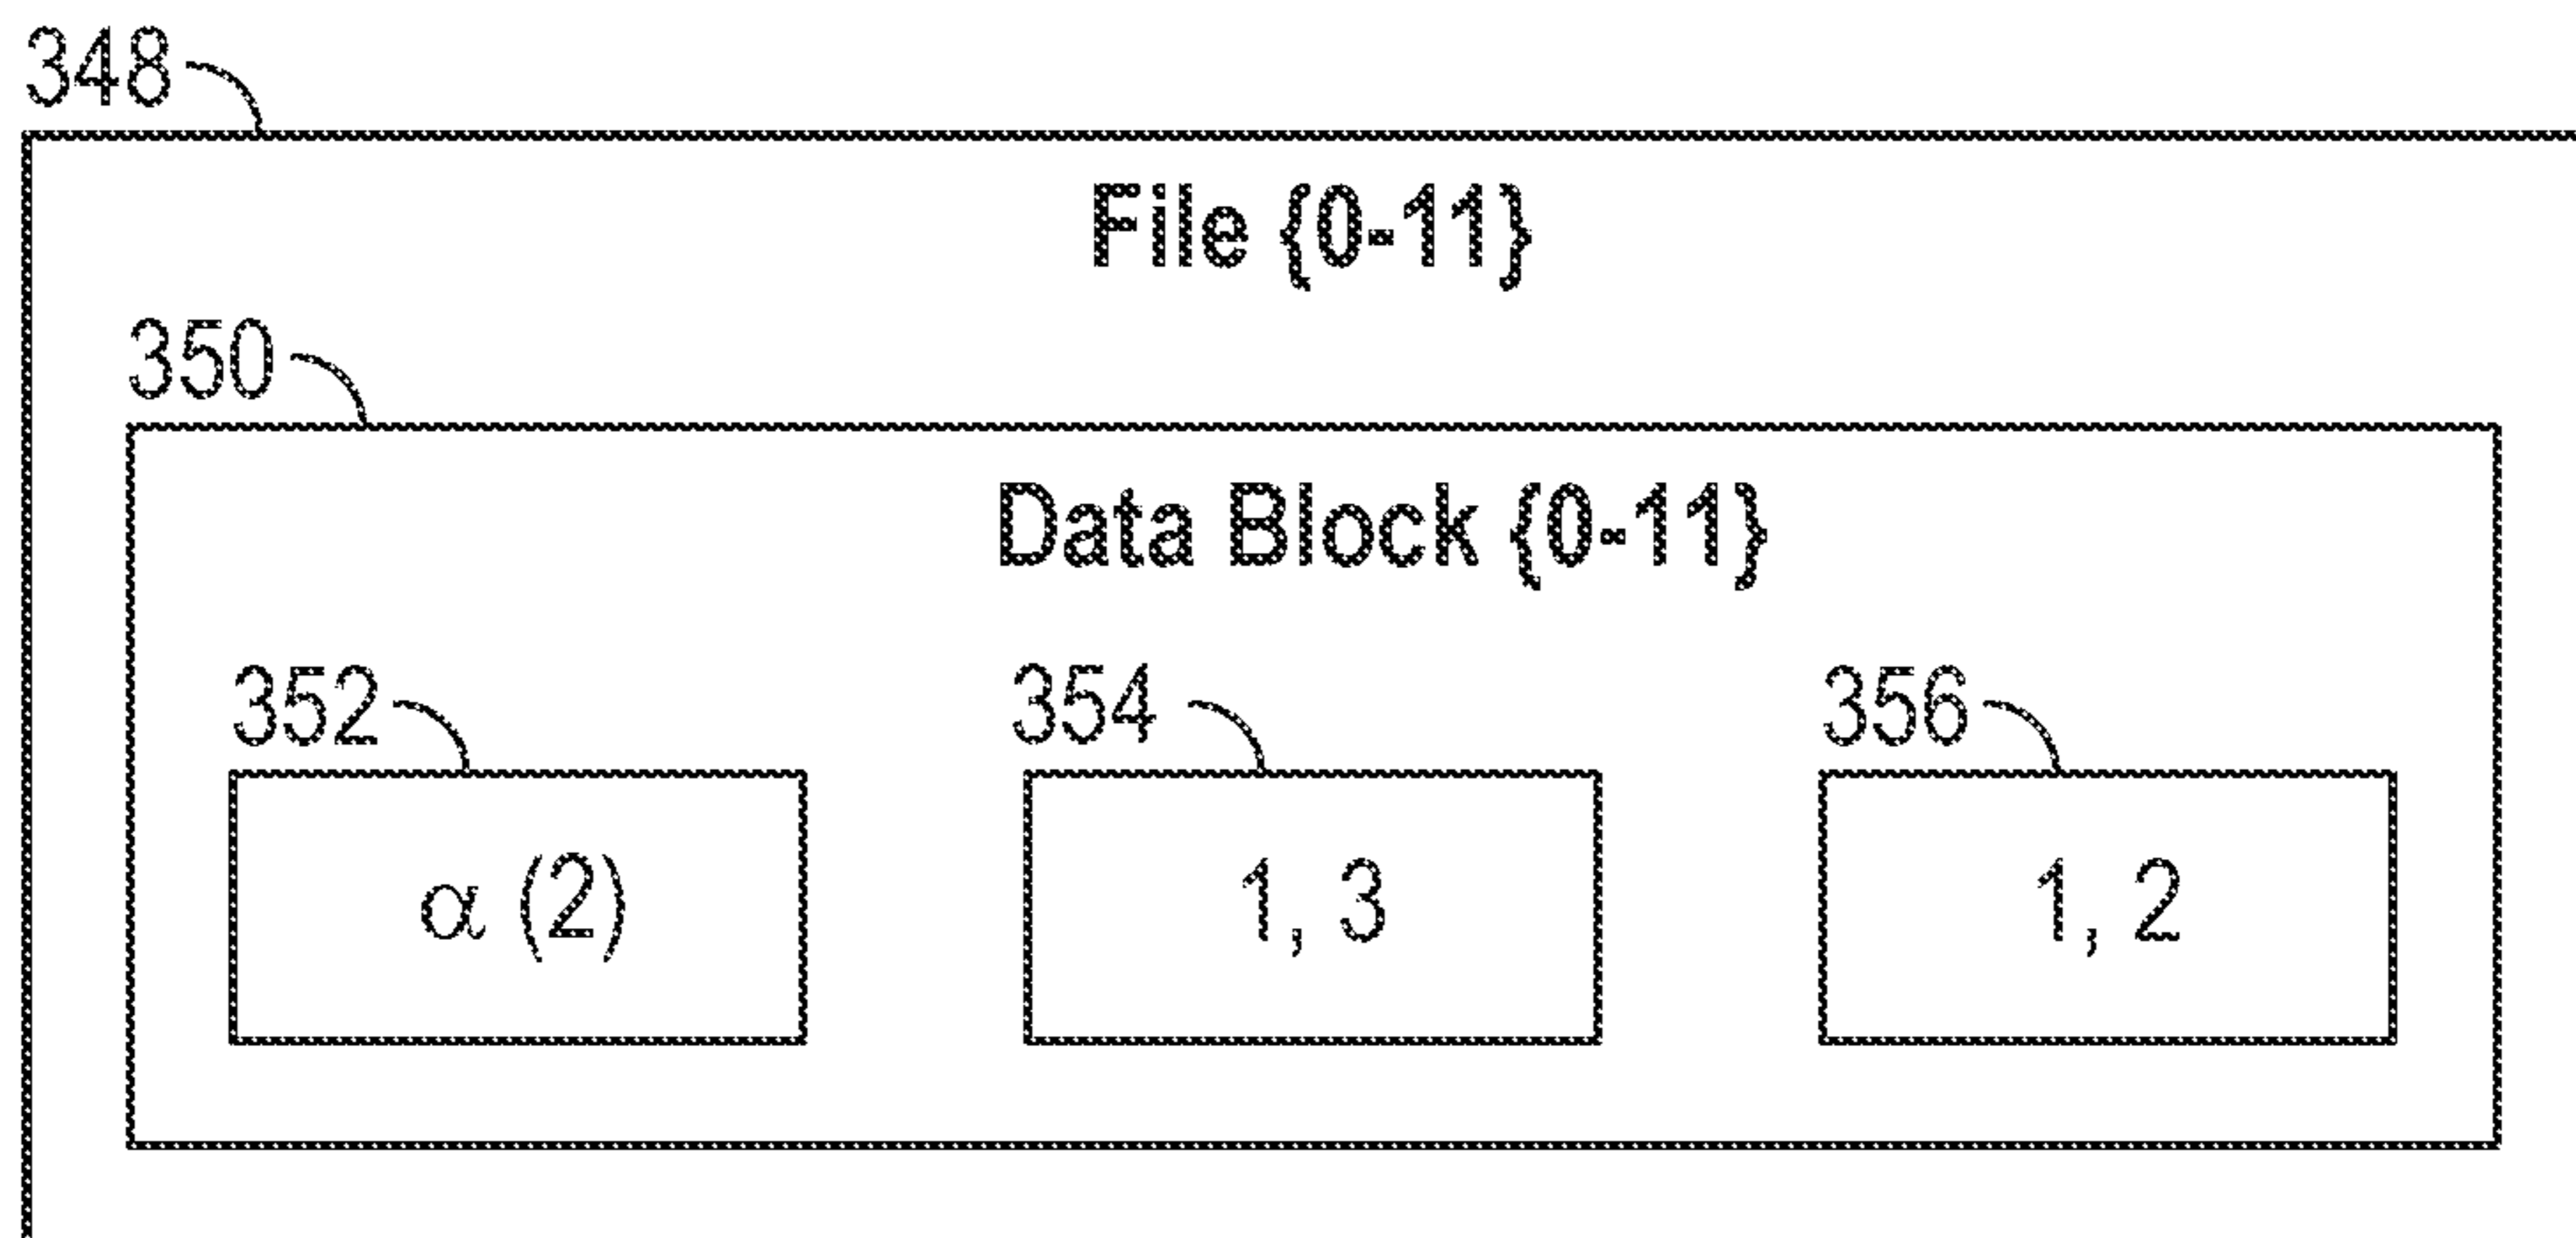 348
File {0-11}
350
Data Block {0-11}
352 354 356
α (2) 1, 3 1, 2